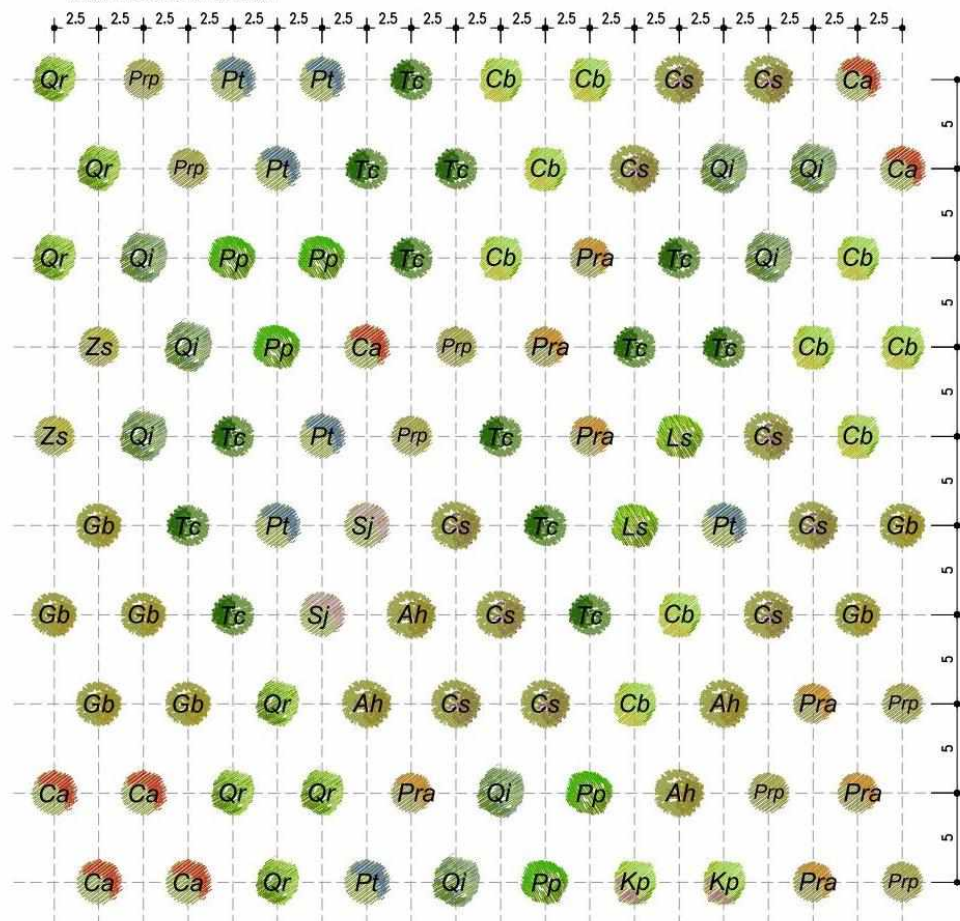 2.5 2.5 2.5 2.5 2.5 2.5 2.5 2.5 2.5 2.5 2.5 2.5 2.5 2.5 2.5 2.5 2.5 2.5 2.5
Qr Prp Pt Pt Tc Cb Cb Cs Cs Ca
5
Qr Prp Pt Tc Tc Cb Cs Qi Qi Ca
5
Qr Qi Pp Pp Tc Cb Pra Tc Qi Cb
5
Zs Qi Pp Ca Prp Pra Tc Tc Cb Cb
5
Zs Qi Tc Pt Prp Tc Pra Ls Cs Cb
5
Gb Tc Pt Sj Cs Tc Ls Pt Cs Gb
5
Gb Gb Tc Sj Ah Cs Tc Cb Cs Gb
5
Gb Gb Qr Ah Cs Cs Cb Ah Pra Prp
5
Ca Ca Qr Qr Pra Qi Pp Ah Prp Pra
5
Ca Ca Qr Pt Qi Pp Kp Kp Pra Prp